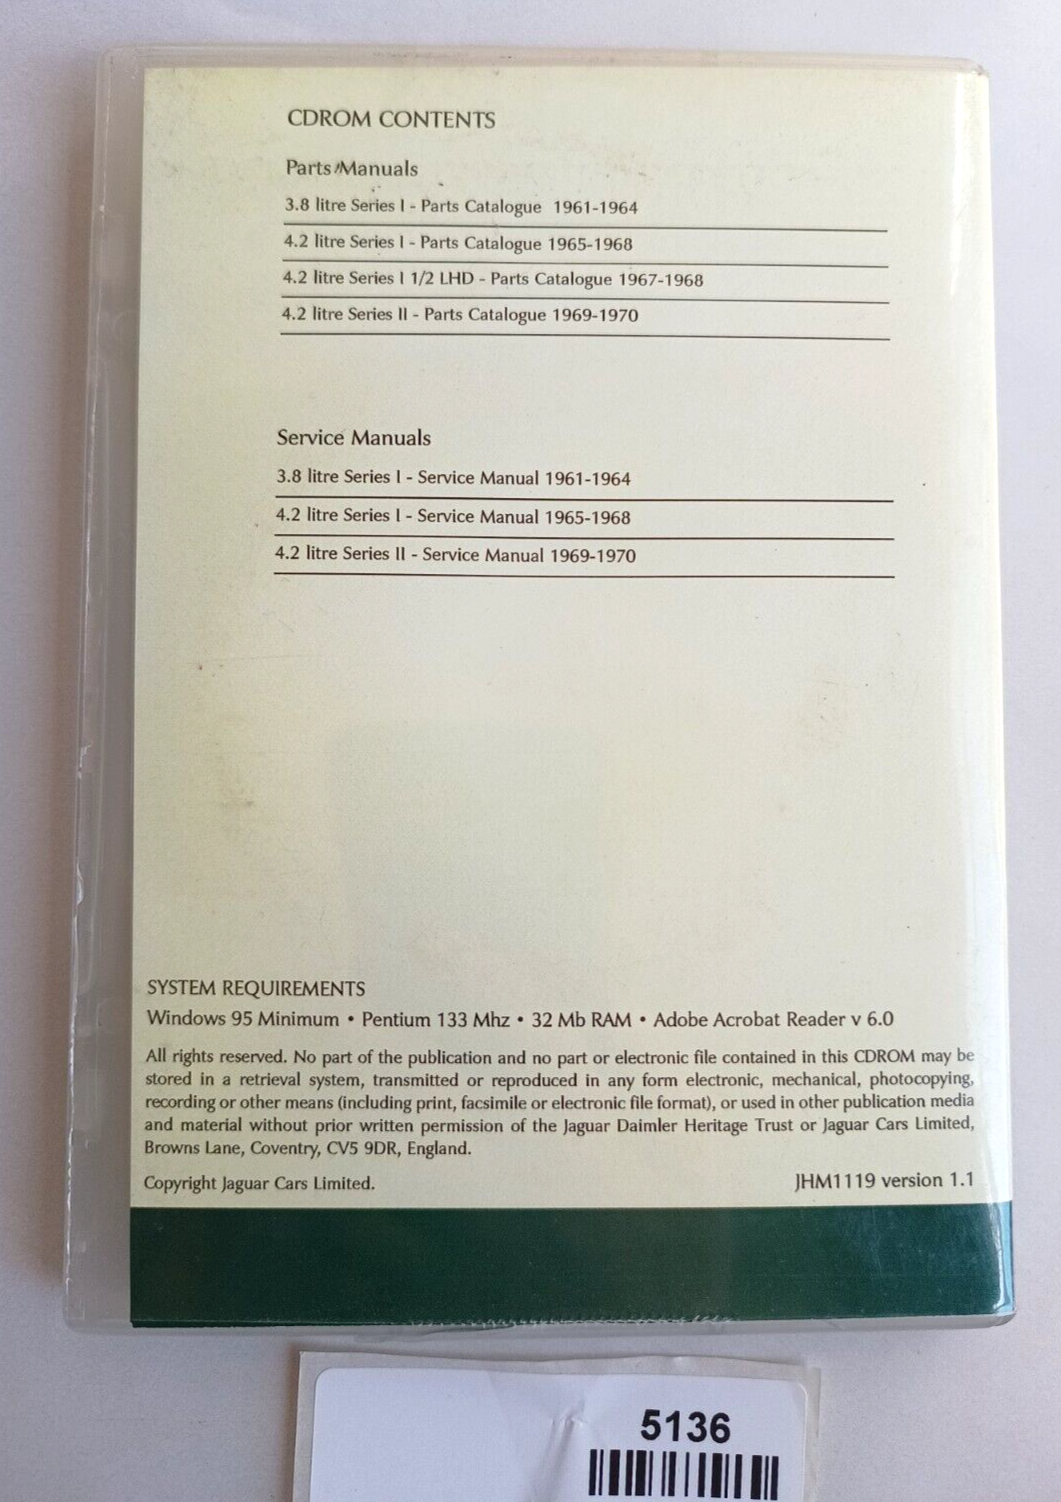 CDROM CONTENTS
Parts/Manuals
3.8 litre Series I - Parts Catalogue 1961-1964
4.2 litre Series I - Parts Catalogue 1965-1968
4.2 litre Series I 1/2 LHD - Parts Catalogue 1967-1968
4.2 litre Series II - Parts Catalogue 1969-1970
Service Manuals
3.8 litre Series I - Service Manual 1961-1964
4.2 litre Series I - Service Manual 1965-1968
4.2 litre Series II - Service Manual 1969-1970
SYSTEM REQUIREMENTS
Windows 95 Minimum • Pentium 133 Mhz • 32 Mb RAM • Adobe Acrobat Reader v 6.0
All rights reserved. No part of the publication and no part or electronic file contained in this CDROM may be
stored in a retrieval system, transmitted or reproduced in any form electronic, mechanical, photocopying,
recording or other means (including print, facsimile or electronic file format), or used in other publication media
and material without prior written permission of the Jaguar Daimler Heritage Trust or Jaguar Cars Limited,
Browns Lane, Coventry, CV5 9DR, England.
Copyright Jaguar Cars Limited.
JHM1119 version 1.1
5136